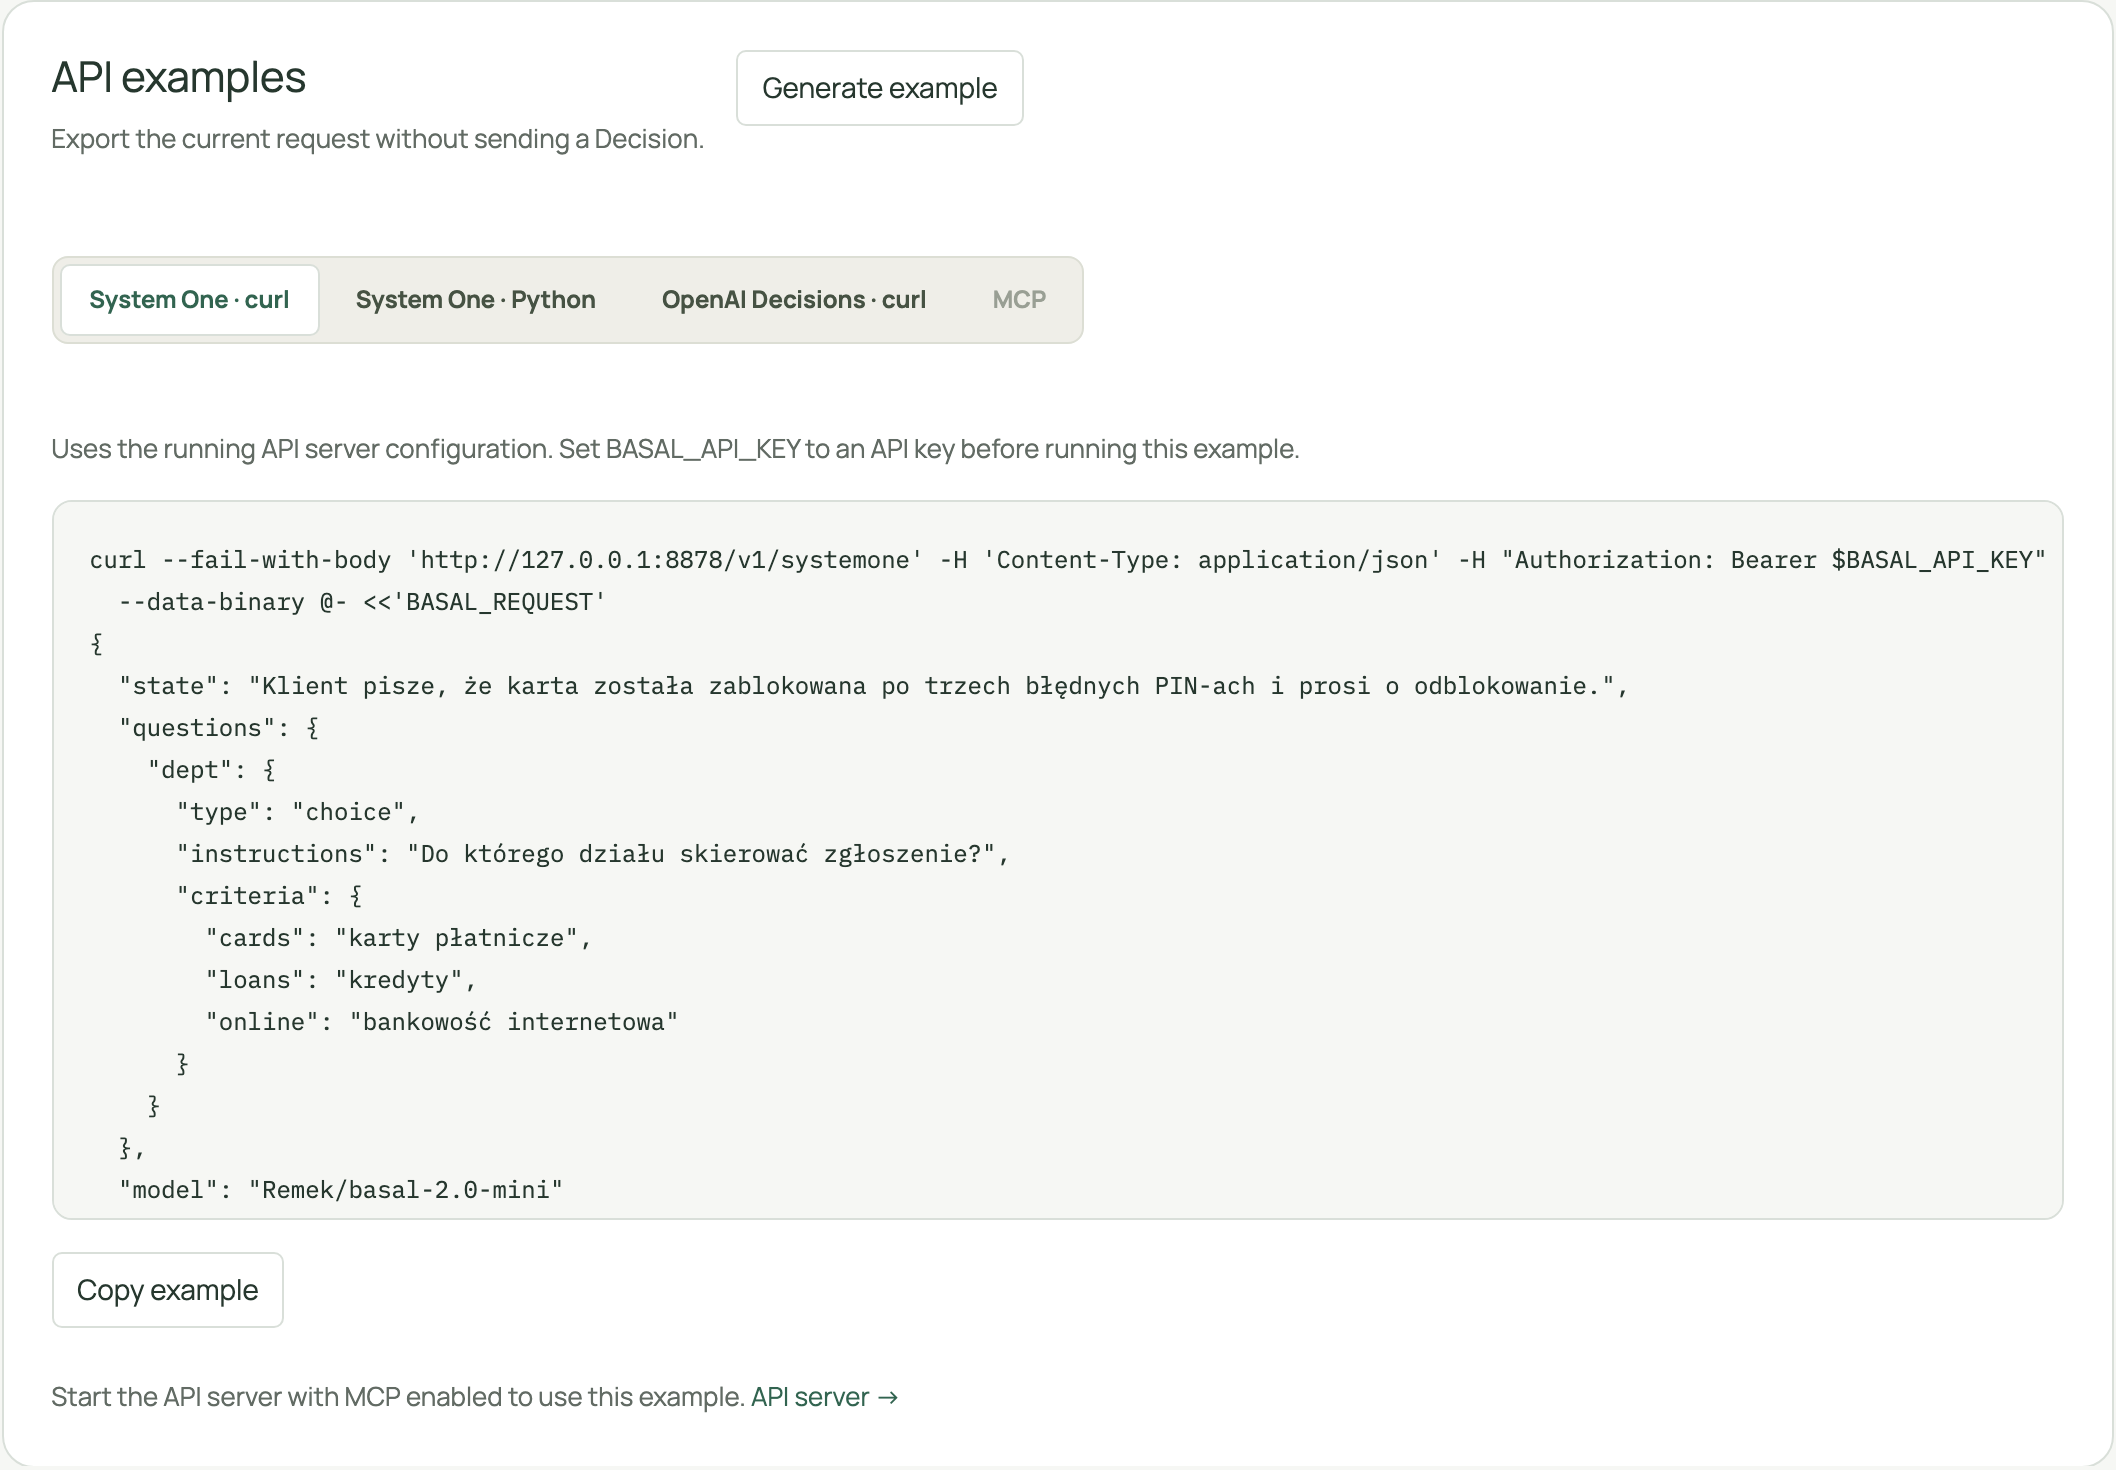 API examples
Generate example
Export the current request without sending a Decision.
System One · curl
System One · Python
OpenAI Decisions · curl
MCP
Uses the running API server configuration. Set BASAL_API_KEY to an API key before running this example.
curl --fail-with-body 'http://127.0.0.1:8878/v1/systemone' -H 'Content-Type: application/json' -H "Authorization: Bearer $BASAL_API_KEY"
  --data-binary @- <<'BASAL_REQUEST'
{
  "state": "Klient pisze, że karta została zablokowana po trzech błędnych PIN-ach i prosi o odblokowanie.",
  "questions": {
    "dept": {
      "type": "choice",
      "instructions": "Do którego działu skierować zgłoszenie?",
      "criteria": {
        "cards": "karty płatnicze",
        "loans": "kredyty",
        "online": "bankowość internetowa"
      }
    }
  },
  "model": "Remek/basal-2.0-mini"
Copy example
Start the API server with MCP enabled to use this example. API server →